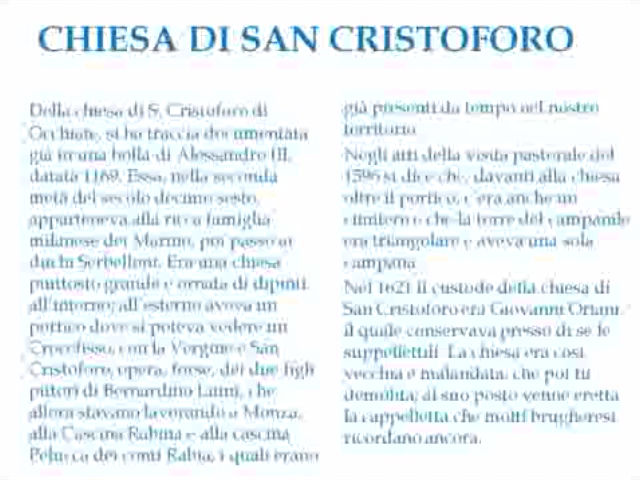 CHIESA DI SAN CRISTOFORO
Della chiesa di S. Cristoforo di
Occhiate, si ha traccia documentata
già in una bolla di Alessandro III,
datata 1169. Essa, nella seconda
metà del secolo decimo sesto,
apparteneva alla ricca famiglia
milanese dei Marino, poi passò ai
duchi Serbelloni. Era una chiesa
piuttosto grande e ornata di dipinti
all'interno; all'esterno aveva un
portico dove si poteva vedere un
Crocefisso, con la Vergine e San
Cristoforo, opera, forse, dei due figli
pittori di Bernardino Luini, che
allora stavano lavorando a Monza,
alla Cascina Rabina e alla cascina
Pelucca dei conti Rabia, i quali erano
già presenti da tempo nel nostro
territorio.
Negli atti della visita pastorale del
1596 si dice che, davanti alla chiesa
oltre il portico, c'era anche un
cimitero e che la torre del campanile
era triangolare e aveva una sola
campana.
Nel 1621 il custode della chiesa di
San Cristoforo era Giovanni Oriani,
il quale conservava presso di se le
suppellettili. La chiesa era così
vecchia e malandata, che poi fu
demolita; al suo posto venne eretta
la cappelletta che molti brugheresi
ricordano ancora.